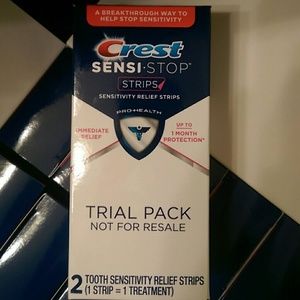 A BREAKTHROUGH WAY TO
HELP STOP SENSITIVITY
Crest
SENSI·STOP™
STRIPS
SENSITIVITY RELIEF STRIPS
PRO-HEALTH
IMMEDIATE
RELIEF
UP TO
1 MONTH
PROTECTION*
TRIAL PACK
NOT FOR RESALE
2 TOOTH SENSITIVITY RELIEF STRIPS
(1 STRIP = 1 TREATMENT)